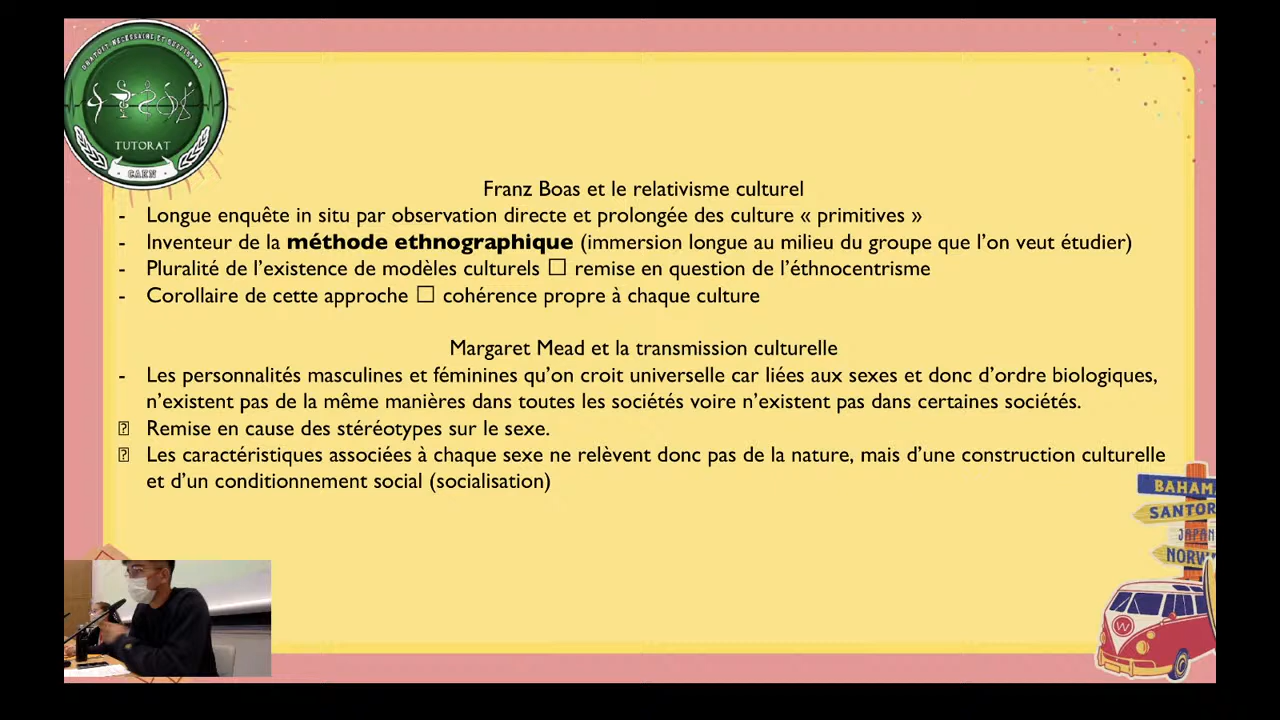 GRATUIT, NECESSAIRE ET SUFFISANT
TUTORAT
CAEN
Franz Boas et le relativisme culturel
- Longue enquête in situ par observation directe et prolongée des culture « primitives »
- Inventeur de la méthode ethnographique (immersion longue au milieu du groupe que l’on veut étudier)
- Pluralité de l’existence de modèles culturels □ remise en question de l’éthnocentrisme
- Corollaire de cette approche □ cohérence propre à chaque culture
Margaret Mead et la transmission culturelle
- Les personnalités masculines et féminines qu’on croit universelle car liées aux sexes et donc d’ordre biologiques,
n’existent pas de la même manières dans toutes les sociétés voire n’existent pas dans certaines sociétés.
⍰ Remise en cause des stéréotypes sur le sexe.
⍰ Les caractéristiques associées à chaque sexe ne relèvent donc pas de la nature, mais d’une construction culturelle
et d’un conditionnement social (socialisation)
BAHAM
SANTOR
JAPAN
NORW
W